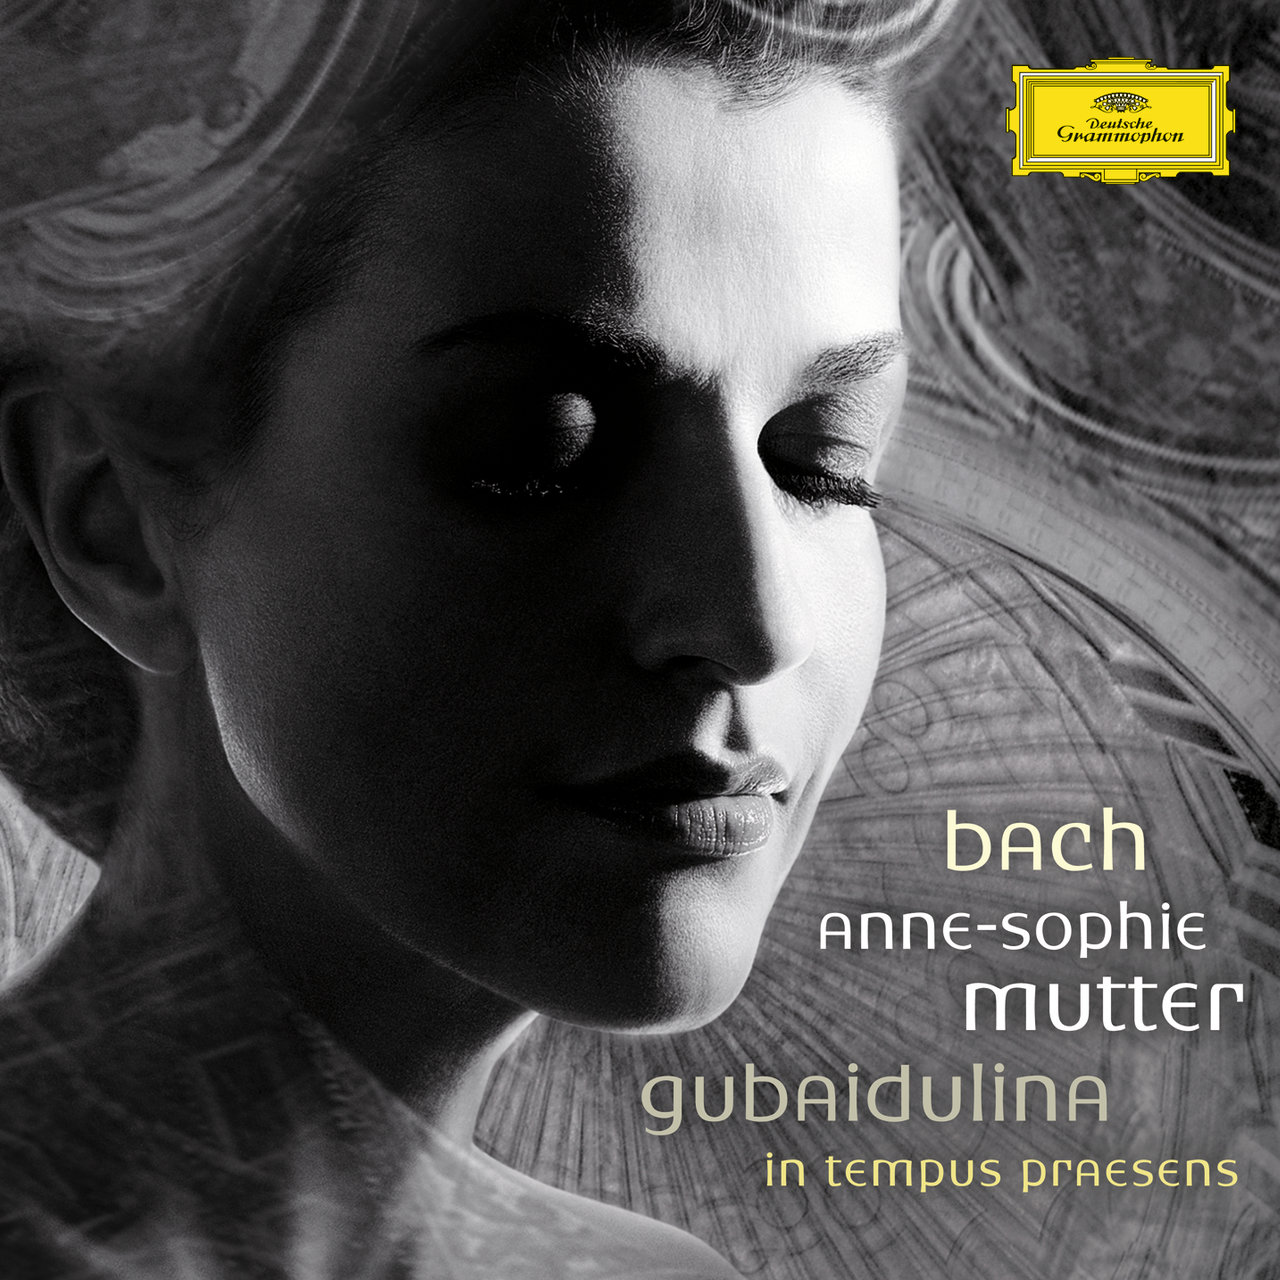 Deutsche
Grammophon
bach
anne-sophie
mutter
gubaidulina
in tempus praesens